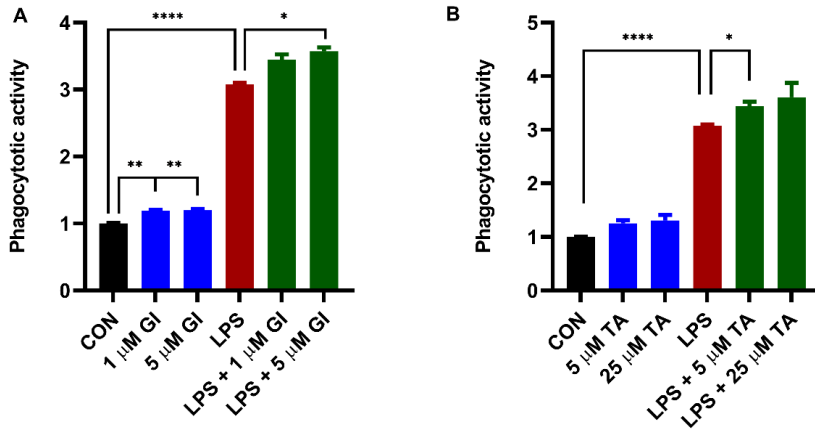 A
Phagocytotic activity
4
3
2
1
0
****
*
**
**
CON
1 μM GI
5 μM GI
LPS
LPS + 1 μM GI
LPS + 5 μM GI
B
Phagocytotic activity
5
4
3
2
1
0
****
*
CON
5 μM TA
25 μM TA
LPS
LPS + 5 μM TA
LPS + 25 μM TA